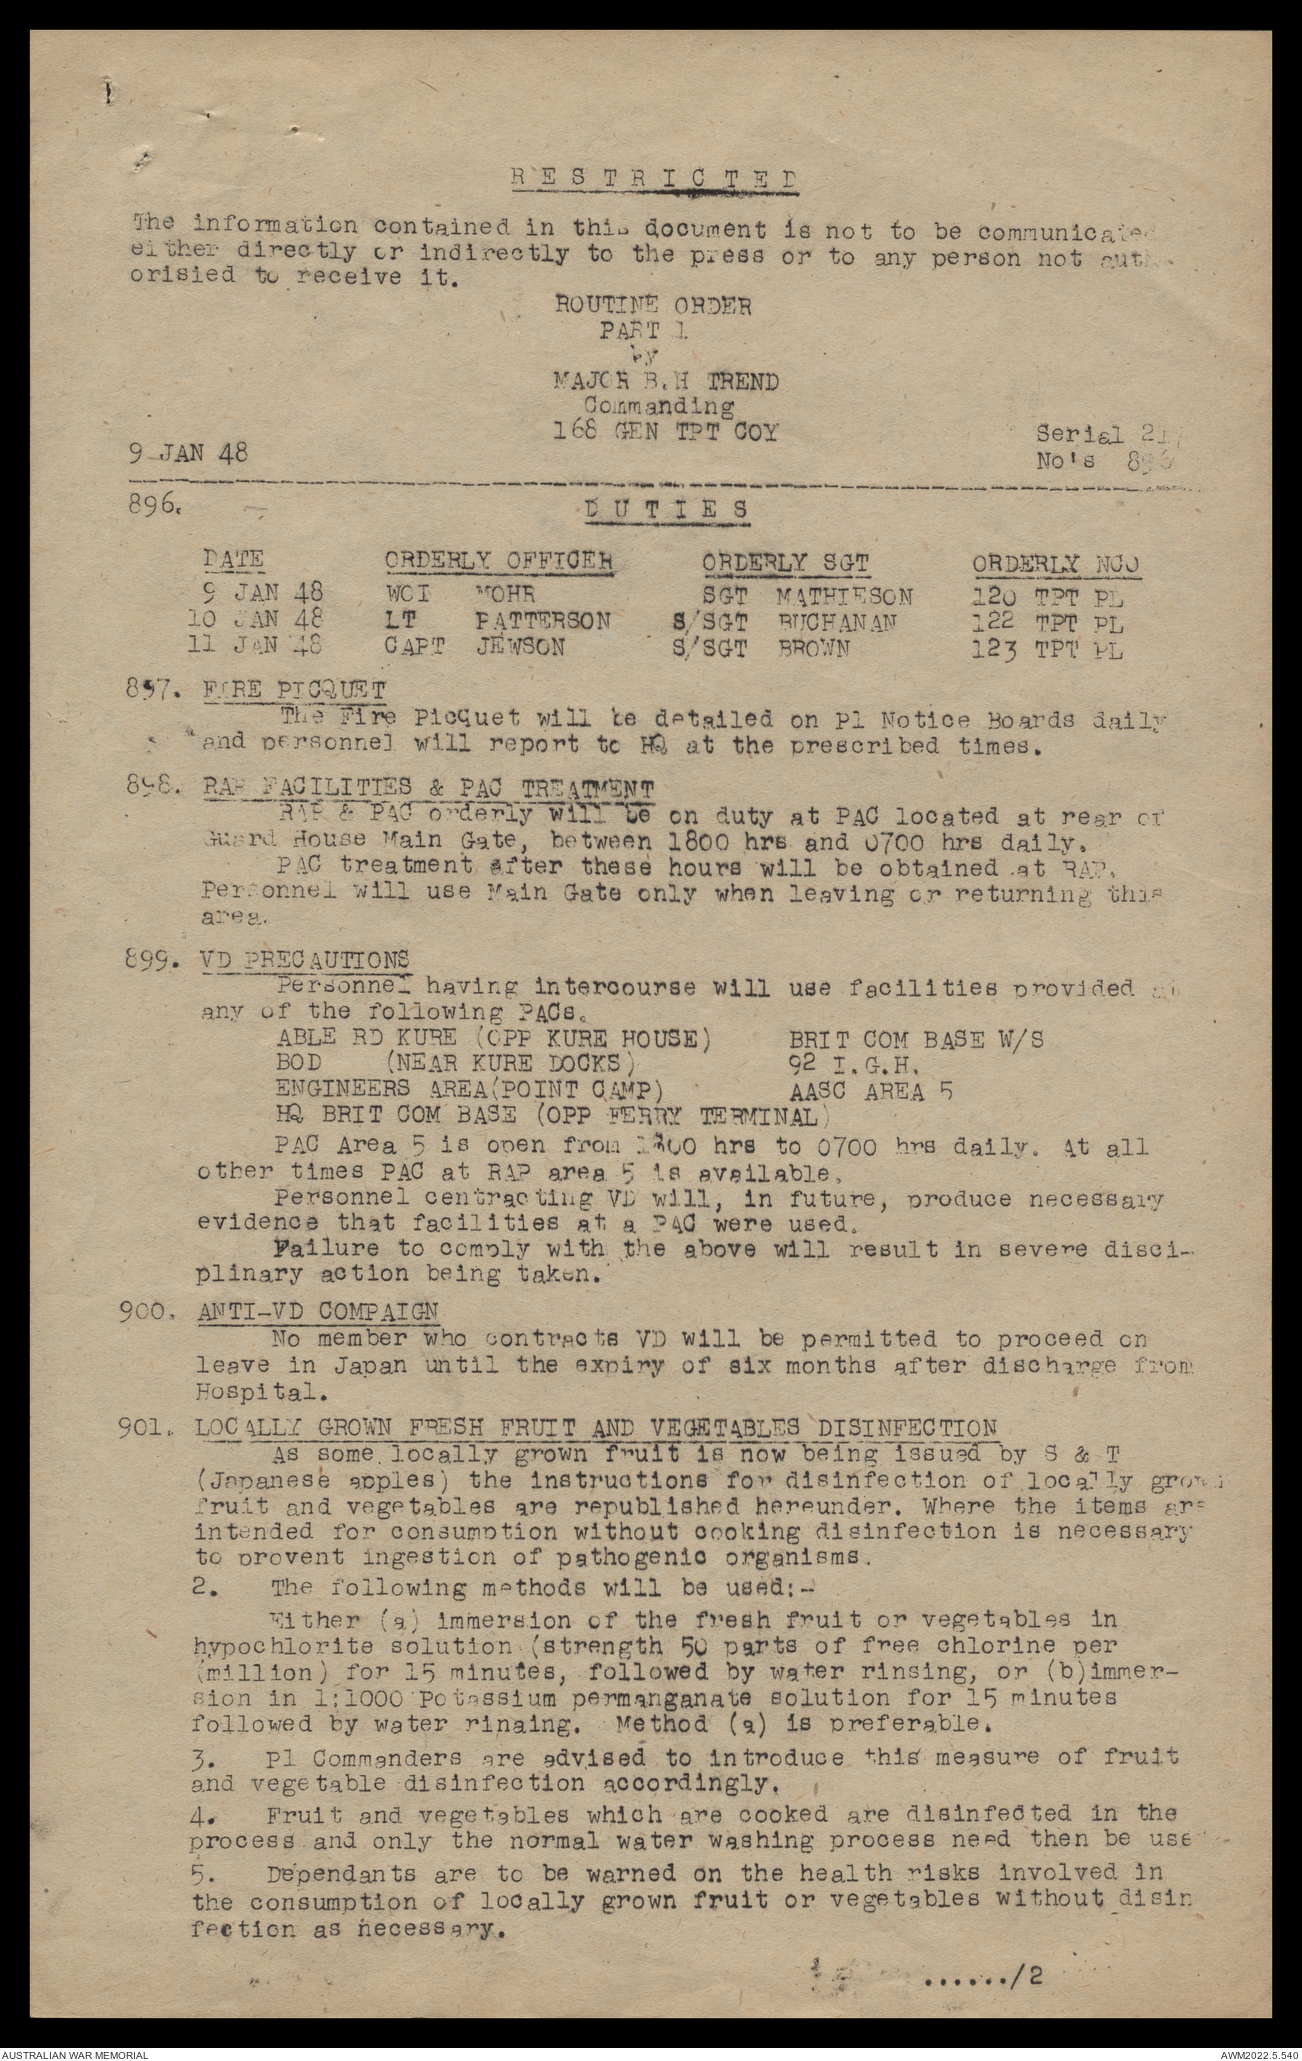 RESTRICTED
The information contained in this document is not to be communicated
either directly or indirectly to the press or to any person not auth
orisied to receive it.
ROUTINE ORDER
PART 1
by
MAJOR B.H TREND
Commanding
168 GEN TPT COY
Serial
9 JAN 48
No's 896
896. DUTIES
DATE ORDERLY OFFICER ORDERLY SGT ORDERLY NCO
9 JAN 48 WOI MOHR SGT MATHIESON 120 TPT PL
10 JAN 48 LT PATTERSON S/SGT BUCHANAN 122 TPT PL
11 JAN 48 CAPT JEWSON S/SGT BROWN 123 TPT PL
897. FIRE PICQUET
The Fire Picquet will be detailed on Pl Notice Boards daily
and personnel will report to HQ at the prescribed times.
898. RAP FACILITIES & PAC TREATMENT
RAP & PAC orderly will be on duty at PAC located at rear of
Guard House Main Gate, between 1800 hrs and 0700 hrs daily.
PAC treatment after these hours will be obtained at RAP.
Personnel will use Main Gate only when leaving or returning this
area.
899. VD PRECAUTIONS
Personnel having intercourse will use facilities provided at
any of the following PACs.
ABLE RD KURE (OPP KURE HOUSE) BRIT COM BASE W/S
BOD (NEAR KURE DOCKS) 92 I.G.H.
ENGINEERS AREA(POINT CAMP) AASC AREA 5
HQ BRIT COM BASE (OPP FERRY TERMINAL)
PAC Area 5 is open from 1800 hrs to 0700 hrs daily. At all
other times PAC at RAP area 5 is available.
Personnel centracting VD will, in future, produce necessary
evidence that facilities at a PAC were used.
Failure to comply with the above will result in severe disci-
plinary action being taken.
900. ANTI-VD COMPAIGN
No member who contracts VD will be permitted to proceed on
leave in Japan until the expiry of six months after discharge from
Hospital.
901. LOCALLY GROWN FRESH FRUIT AND VEGETABLES DISINFECTION
As some locally grown fruit is now being issued by S & T
(Japanese apples) the instructions for disinfection of locally grown
fruit and vegetables are republished hereunder. Where the items are
intended for consumption without cooking disinfection is necessary
to provent ingestion of pathogenic organisms.
2. The following methods will be used:-
Either (a) immersion of the fresh fruit or vegetables in
hypochlorite solution (strength 50 parts of free chlorine per
(million) for 15 minutes, followed by water rinsing, or (b)immer-
sion in 1:1000 Potassium permanganate solution for 15 minutes
followed by water rinaing. Method (a) is preferable.
3. Pl Commanders are advised to introduce this measure of fruit
and vegetable disinfection accordingly.
4. Fruit and vegetables which are cooked are disinfected in the
process and only the normal water washing process need then be use
5. Dependants are to be warned on the health risks involved in
the consumption of locally grown fruit or vegetables without disin
fection as necessary.
....../2
AUSTRALIAN WAR MEMORIAL AWM2022.5.540